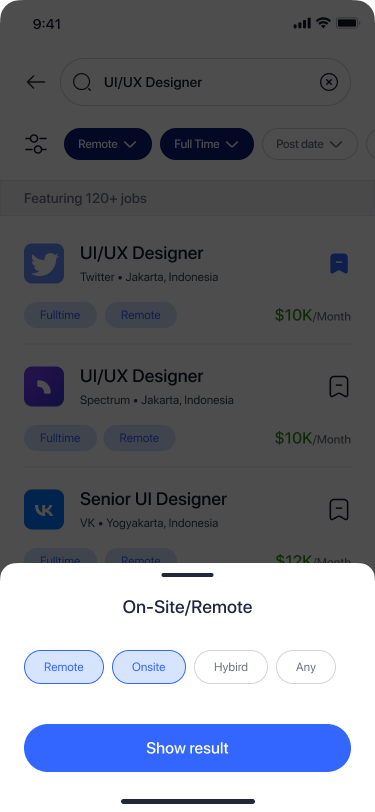 9:41
UI/UX Designer
Remote Full Time Post date
Featuring 120+ jobs
UI/UX Designer
Twitter • Jakarta, Indonesia
Fulltime Remote $10K/Month
UI/UX Designer
Spectrum • Jakarta, Indonesia
Fulltime Remote $10K/Month
Senior UI Designer
VK • Yogyakarta, Indonesia
Fulltime Remote $12K/Month
On-Site/Remote
Remote Onsite Hybird Any
Show result